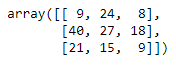 array([[ 9, 24,  8],
       [40, 27, 18],
       [21, 15,  9]])